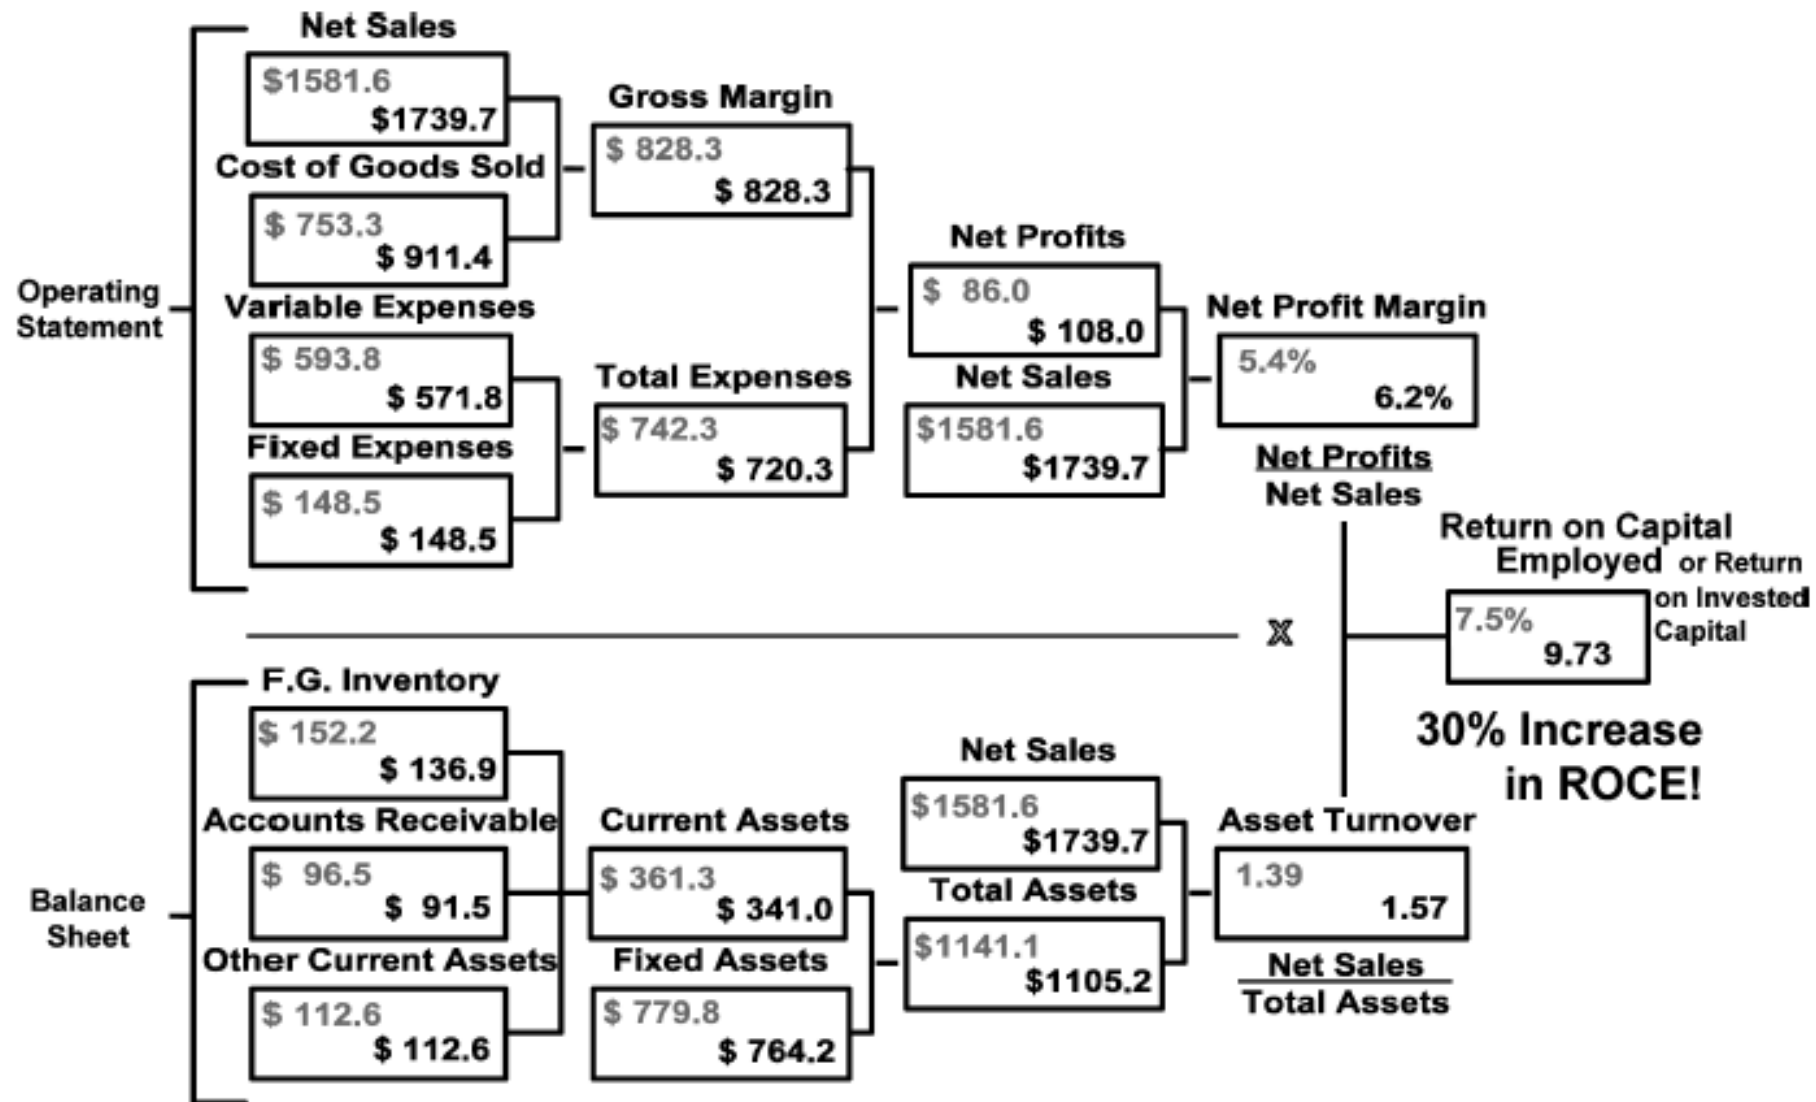 Net Sales
$1581.6
$1739.7
Gross Margin
$ 828.3
$ 828.3
Cost of Goods Sold
$ 753.3
$ 911.4
Net Profits
$ 86.0
$ 108.0
Operating
Statement
Variable Expenses
$ 593.8
$ 571.8
Net Profit Margin
5.4%
6.2%
Total Expenses
$ 742.3
$ 720.3
Net Sales
$1581.6
$1739.7
Fixed Expenses
$ 148.5
$ 148.5
Net Profits
Net Sales
Return on Capital
Employed or Return
on Invested
Capital
7.5%
9.73
X
30% Increase
in ROCE!
F.G. Inventory
$ 152.2
$ 136.9
Net Sales
$1581.6
$1739.7
Accounts Receivable
$ 96.5
$ 91.5
Current Assets
$ 361.3
$ 341.0
Asset Turnover
1.39
1.57
Balance
Sheet
Total Assets
$1141.1
$1105.2
Other Current Assets
$ 112.6
$ 112.6
Fixed Assets
$ 779.8
$ 764.2
Net Sales
Total Assets